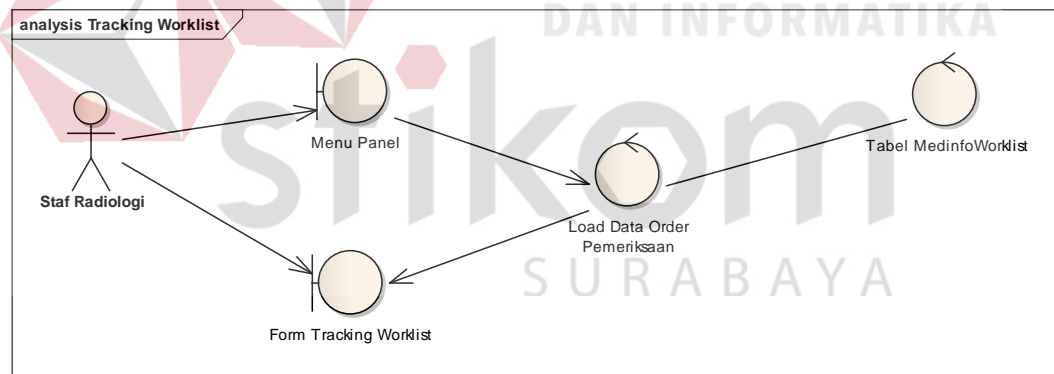 DAN INFORMATIKA
analysis Tracking Worklist
stikom
Menu Panel
Tabel MedinfoWorklist
Staf Radiologi
Load Data Order
Pemeriksaan
SURABAYA
Form Tracking Worklist